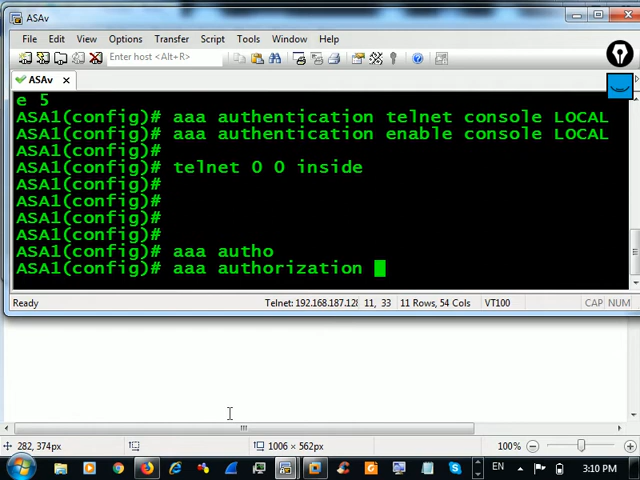 ASAv
File Edit View Options Transfer Script Tools Window Help
Enter host <Alt+R>
ASAv
e 5
ASA1(config)# aaa authentication telnet console LOCAL
ASA1(config)# aaa authentication enable console LOCAL
ASA1(config)#
ASA1(config)# telnet 0 0 inside
ASA1(config)#
ASA1(config)#
ASA1(config)#
ASA1(config)#
ASA1(config)# aaa autho
ASA1(config)# aaa authorization
Ready Telnet: 192.168.187.128 11, 33 11 Rows, 54 Cols VT100 CAP NUM
282, 374px 1006 × 562px 100%
EN 3:10 PM